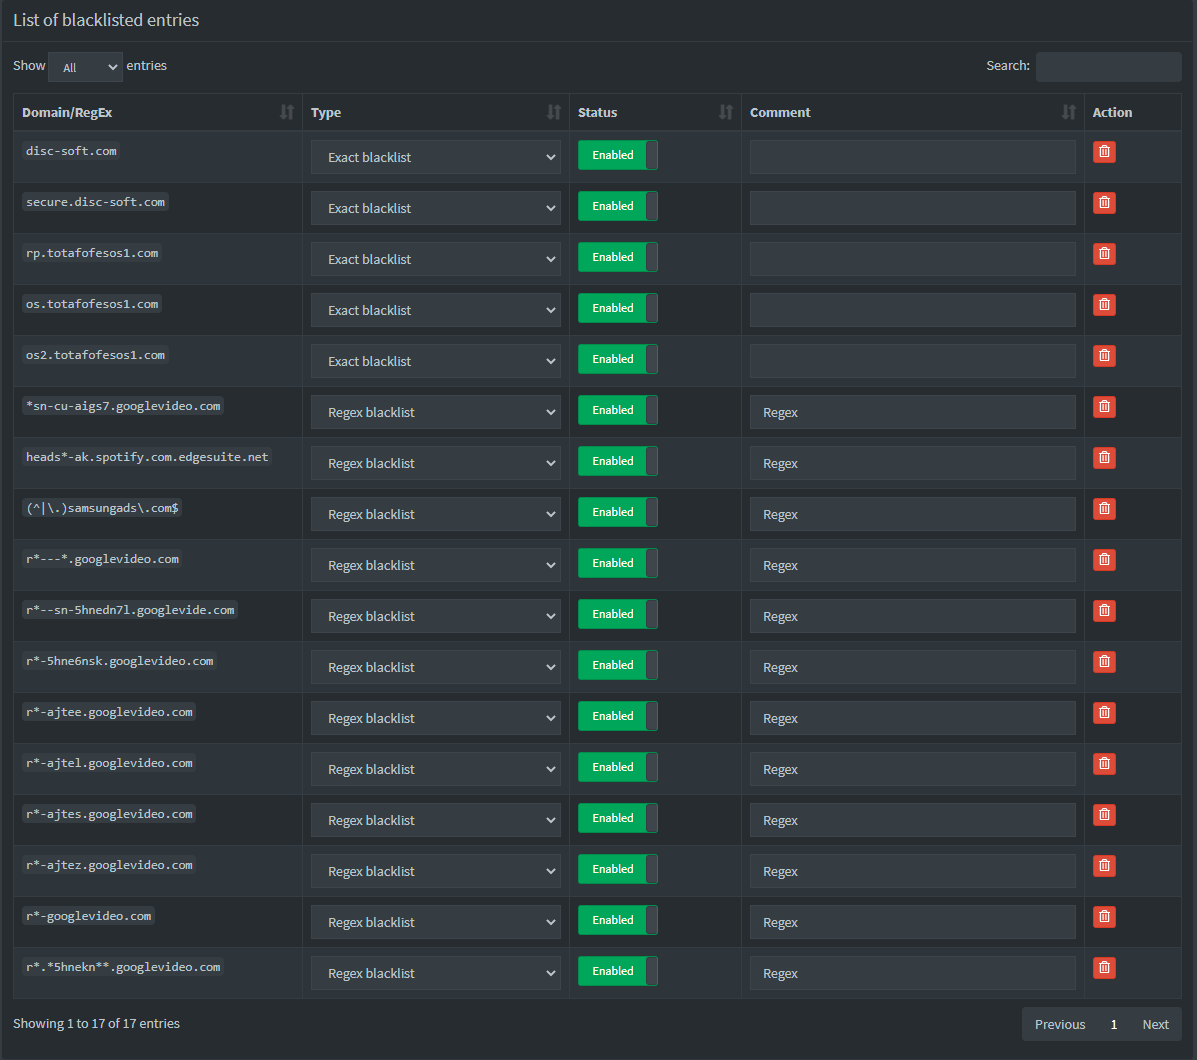 List of blacklisted entries
Show All entries Search:
Domain/RegEx Type Status Comment Action
disc-soft.com Exact blacklist Enabled
secure.disc-soft.com Exact blacklist Enabled
rp.totafofesos1.com Exact blacklist Enabled
os.totafofesos1.com Exact blacklist Enabled
os2.totafofesos1.com Exact blacklist Enabled
*sn-cu-aigs7.googlevideo.com Regex blacklist Enabled Regex
heads*-ak.spotify.com.edgesuite.net Regex blacklist Enabled Regex
(^|\.)samsungads\.com$ Regex blacklist Enabled Regex
r*---*.googlevideo.com Regex blacklist Enabled Regex
r*--sn-5hnedn7l.googlevide.com Regex blacklist Enabled Regex
r*-5hne6nsk.googlevideo.com Regex blacklist Enabled Regex
r*-ajtee.googlevideo.com Regex blacklist Enabled Regex
r*-ajtel.googlevideo.com Regex blacklist Enabled Regex
r*-ajtes.googlevideo.com Regex blacklist Enabled Regex
r*-ajtez.googlevideo.com Regex blacklist Enabled Regex
r*-googlevideo.com Regex blacklist Enabled Regex
r*.*5hnekn**.googlevideo.com Regex blacklist Enabled Regex
Showing 1 to 17 of 17 entries Previous 1 Next